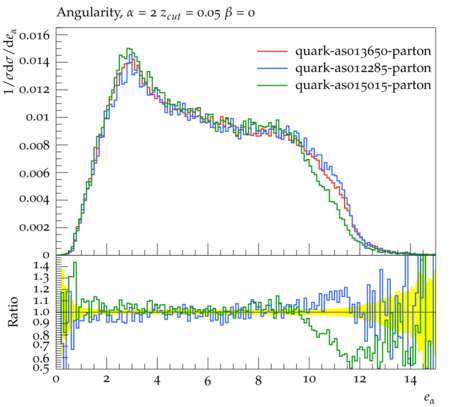 Angularity, α = 2 z_cut = 0.05 β = 0
0.016
quark-as013650-parton
quark-as012285-parton
quark-as015015-parton
0.014
0.012
0.01
0.008
0.006
0.004
0.002
0
1/σdσ/de_α
1.4
1.3
1.2
1.1
1.0
0.9
0.8
0.7
0.6
0.5
Ratio
0 2 4 6 8 10 12 14
e_α